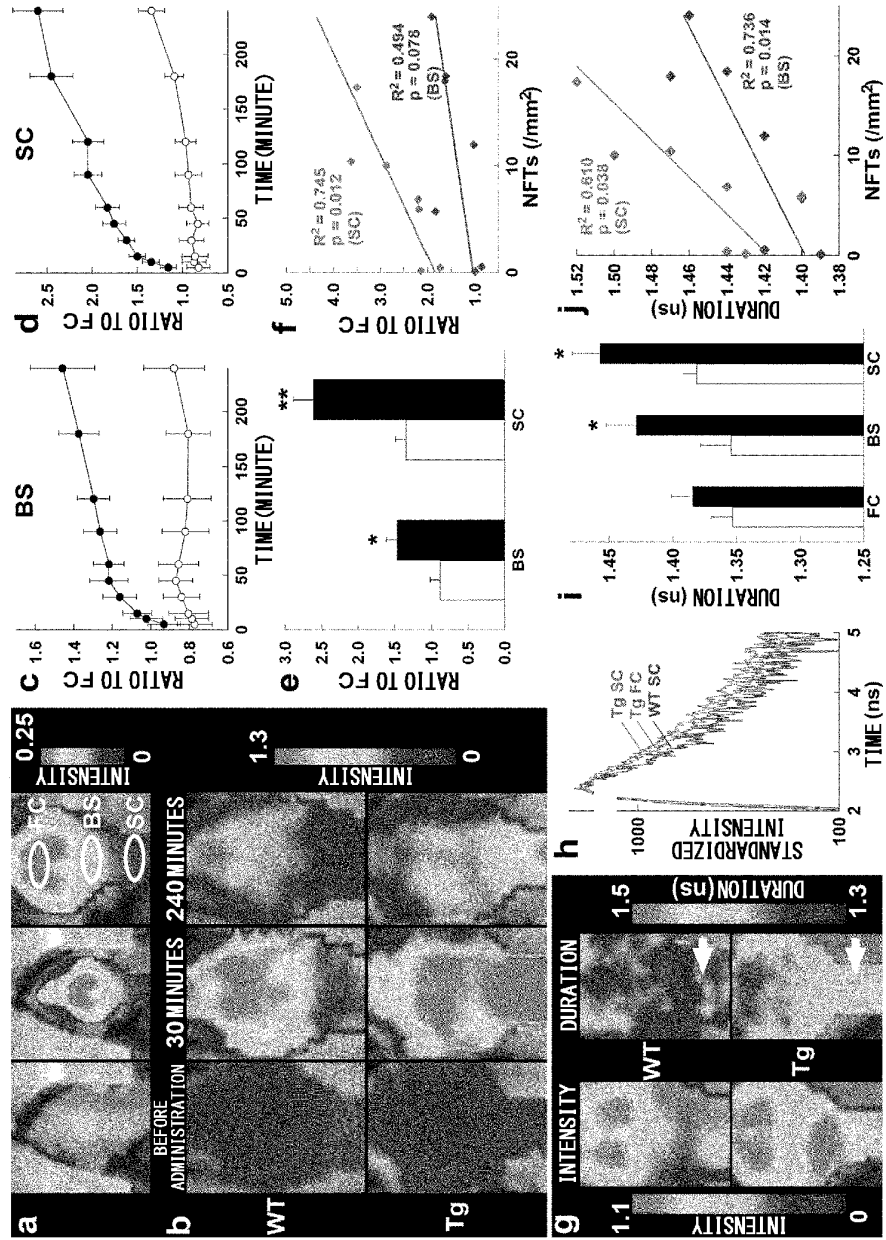 a
BEFORE
ADMINISTRATION
30 MINUTES
240 MINUTES
FC
BS
SC
0.25
0
INTENSITY
b
WT
Tg
1.3
0
INTENSITY
c
BS
RATIO TO FC
1.6
1.4
1.2
1.0
0.8
0.6
0
50
100
150
200
TIME(MINUTE)
d
SC
RATIO TO FC
2.5
2.0
1.5
1.0
0.5
0
50
100
150
200
TIME(MINUTE)
e
RATIO TO FC
3.0
2.5
2.0
1.5
1.0
0.5
0.0
*
**
BS
SC
f
RATIO TO FC
5.0
4.0
3.0
2.0
1.0
R² = 0.745
p = 0.012
(SC)
R² = 0.494
p = 0.078
(BS)
0
10
20
NFTs (/mm²)
g
INTENSITY
DURATION
1.1
0
INTENSITY
WT
Tg
1.5
1.3
DURATION(ns)
h
STANDARDIZED
INTENSITY
1000
100
Tg SC
Tg FC
WT SC
2
3
4
5
TIME (ns)
i
DURATION (ns)
1.45
1.40
1.35
1.30
1.25
*
*
FC
BS
SC
j
DURATION (ns)
1.52
1.50
1.48
1.46
1.44
1.42
1.40
1.38
R² = 0.610
p = 0.038
(SC)
R² = 0.736
p = 0.014
(BS)
0
10
20
NFTs (/mm²)